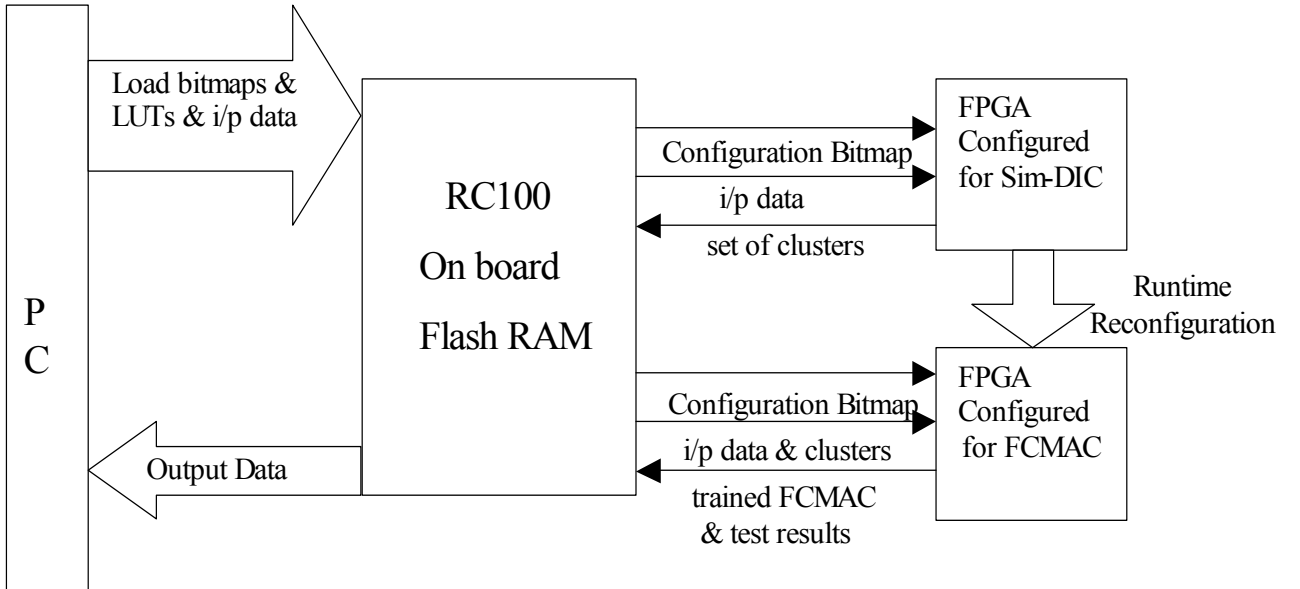 P
C
Load bitmaps &
LUTs & i/p data
Output Data
RC100
On board
Flash RAM
Configuration Bitmap
i/p data
set of clusters
FPGA
Configured
for Sim-DIC
Runtime
Reconfiguration
Configuration Bitmap
i/p data & clusters
trained FCMAC
& test results
FPGA
Configured
for FCMAC